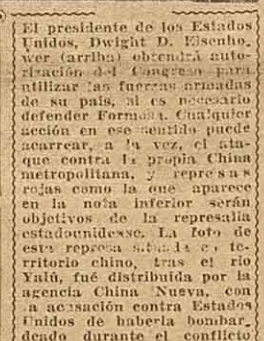 El presidente de los Estados
Unidos, Dwight D. Eisenho-
wer (arriba) obtendrá auto-
rización del Congreso para
utilizar las fuerzas armadas
de su país, si es necesario
defender Formosa. Cualquier
acción en ese sentido puede
acarrear, a la vez, el ata-
que contra la propia China
metropolitana, y represas
rojas como la que aparece
en la nota inferior serán
objetivos de la represalia
estadounidesse. La foto de
esta represa situada en te-
rritorio chino, tras el río
Yalú, fué distribuida por la
agencia China Nueva, con
la acusación contra Estados
Unidos de haberla bombar-
deado durante el conflicto